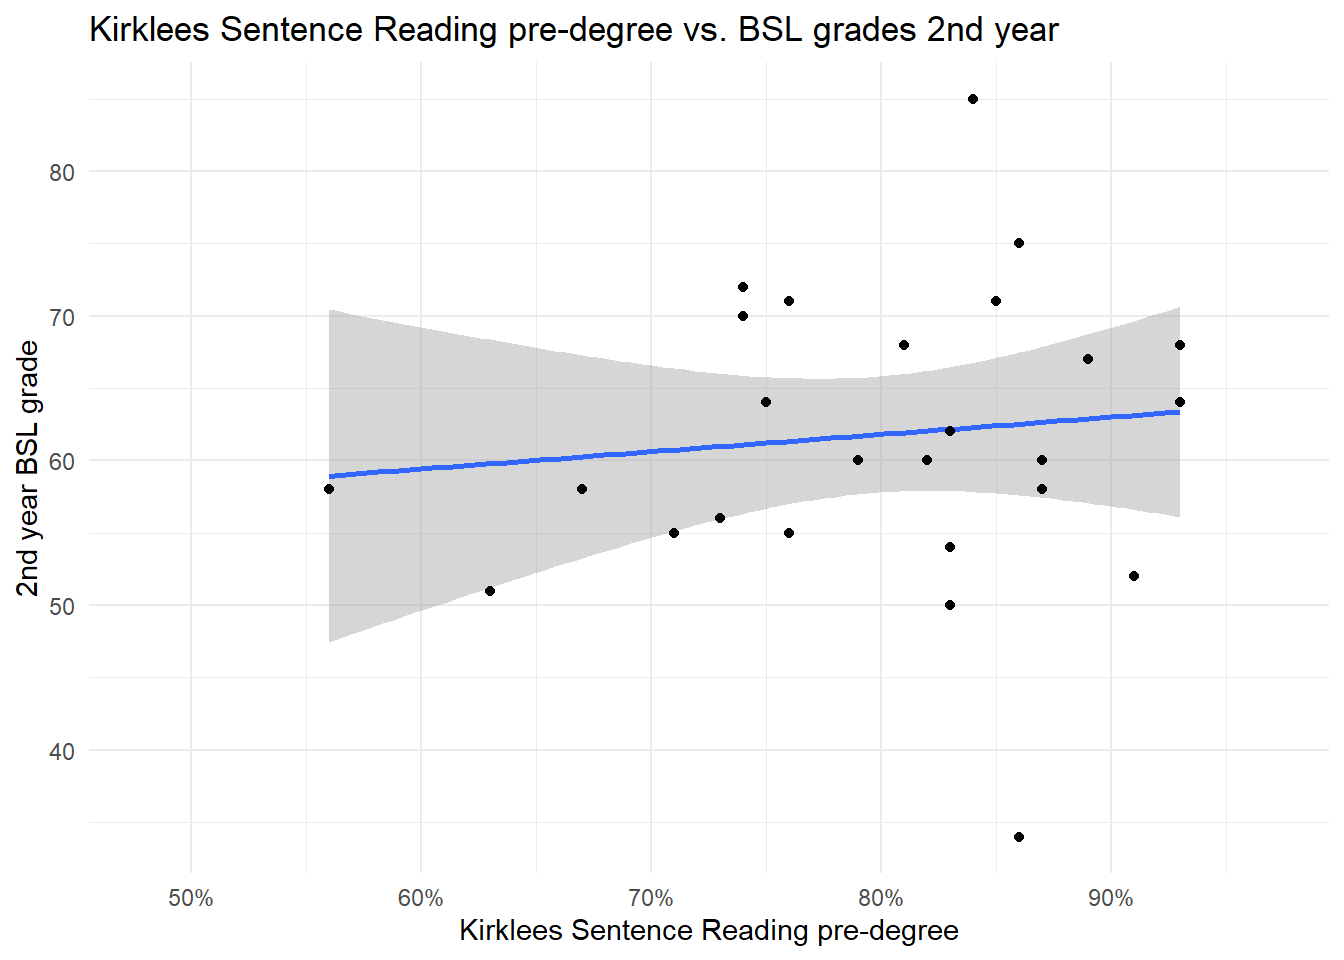 Kirklees Sentence Reading pre-degree vs. BSL grades 2nd year
2nd year BSL grade
80
70
60
50
40
50% 60% 70% 80% 90%
Kirklees Sentence Reading pre-degree